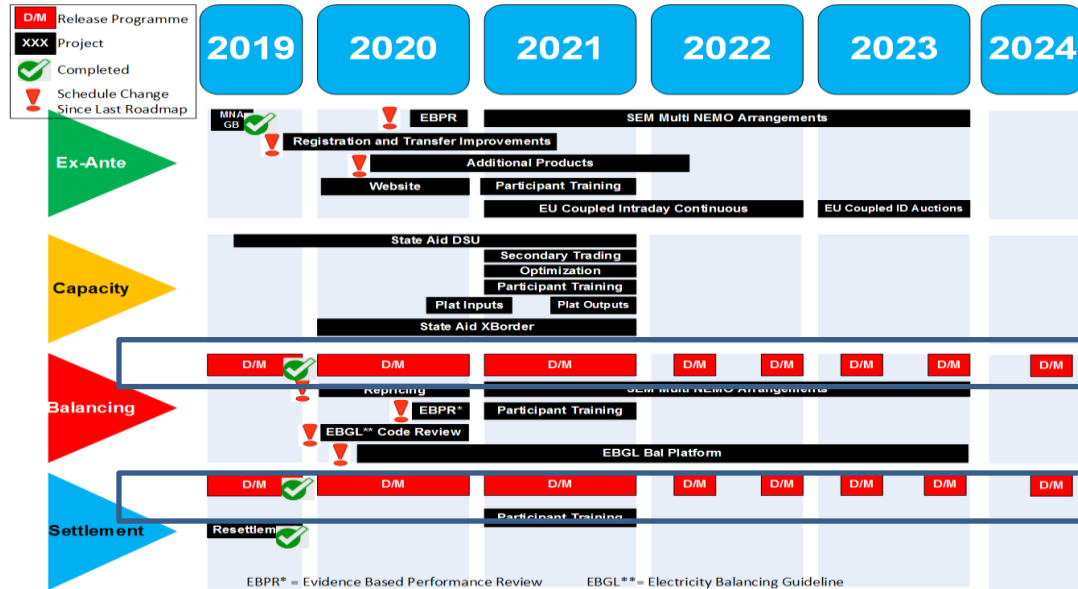 D/M Release Programme
XXX Project
Completed
Schedule Change
Since Last Roadmap
2019 2020 2021 2022 2023 2024
Ex-Ante
MNA
GB
EBPR
SEM Multi NEMO Arrangements
Registration and Transfer Improvements
Additional Products
Website
Participant Training
EU Coupled Intraday Continuous
EU Coupled ID Auctions
Capacity
State Aid DSU
Secondary Trading
Optimization
Participant Training
Plat Inputs
Plat Outputs
State Aid XBorder
Balancing
D/M D/M D/M D/M D/M D/M D/M D/M
Repricing
SEM Multi NEMO Arrangements
EBPR*
Participant Training
EBGL** Code Review
EBGL Bal Platform
Settlement
D/M D/M D/M D/M D/M D/M D/M D/M
Participant Training
Resettlem
EBPR* = Evidence Based Performance Review EBGL**= Electricity Balancing Guideline